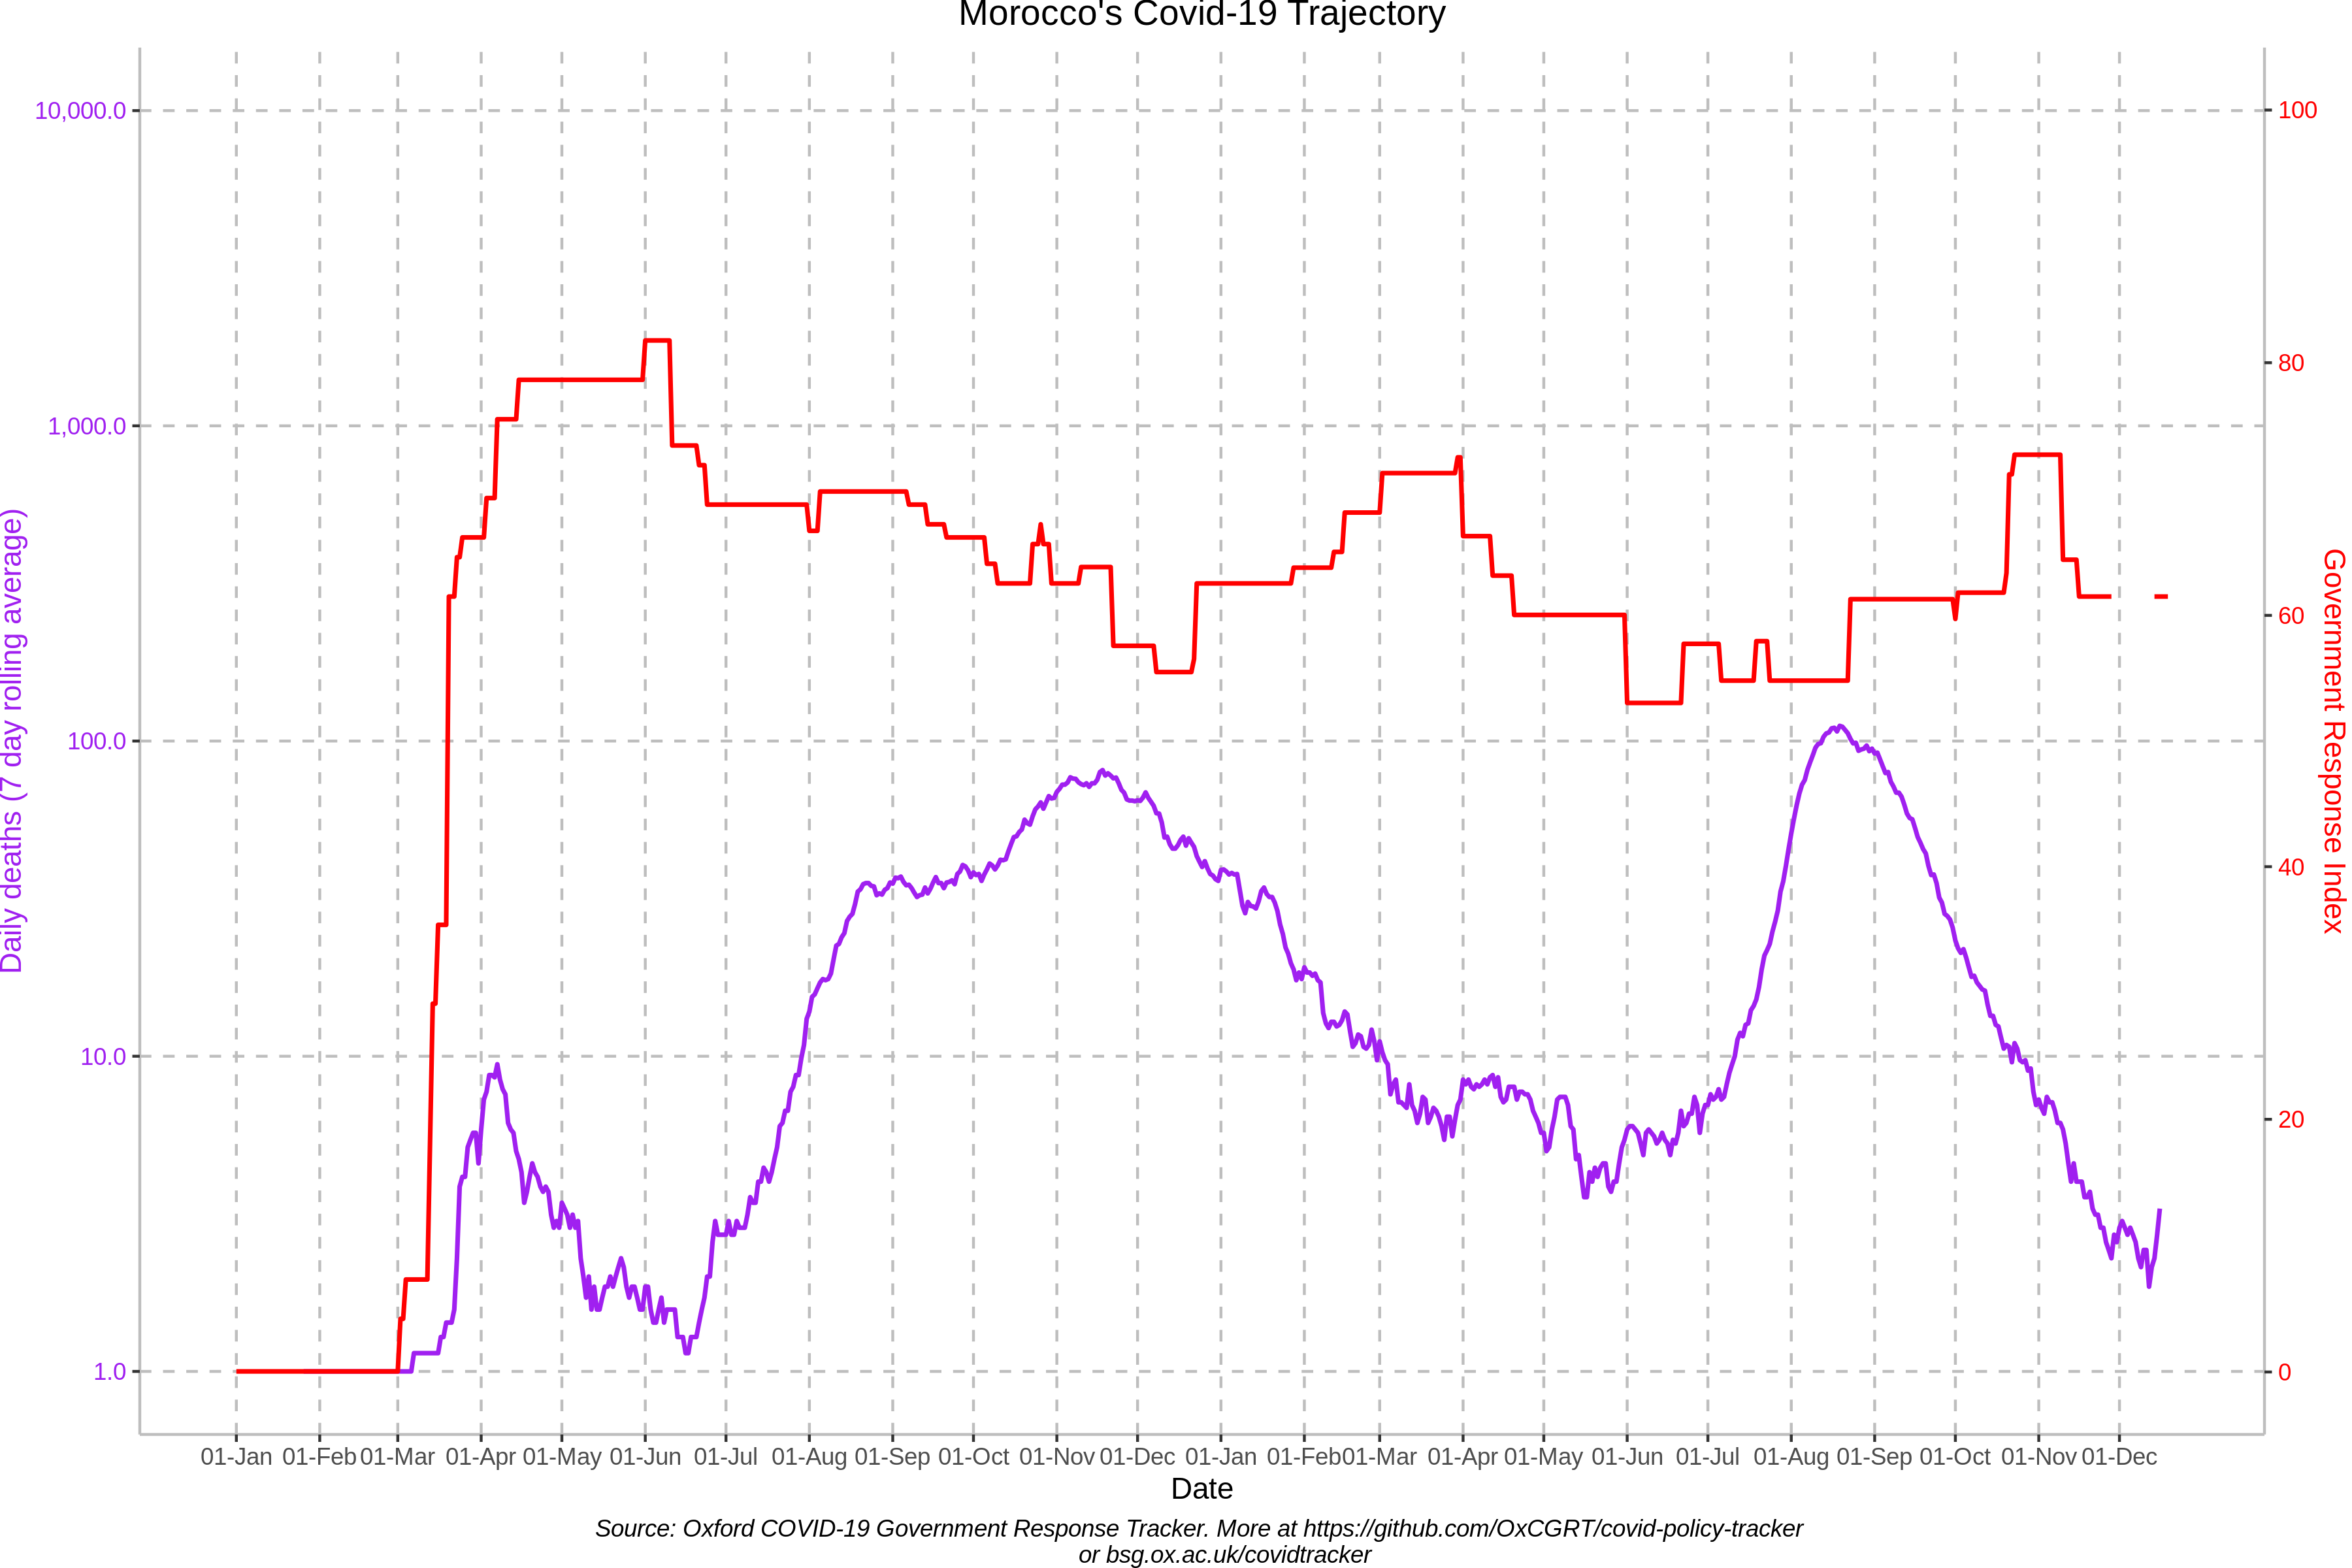 Morocco's Covid-19 Trajectory
10,000.0
1,000.0
100.0
10.0
1.0
Daily deaths (7 day rolling average)
100
80
60
40
20
0
Government Response Index
01-Jan 01-Feb 01-Mar 01-Apr 01-May 01-Jun 01-Jul 01-Aug 01-Sep 01-Oct 01-Nov 01-Dec 01-Jan 01-Feb 01-Mar 01-Apr 01-May 01-Jun 01-Jul 01-Aug 01-Sep 01-Oct 01-Nov 01-Dec
Date
Source: Oxford COVID-19 Government Response Tracker. More at https://github.com/OxCGRT/covid-policy-tracker
or bsg.ox.ac.uk/covidtracker